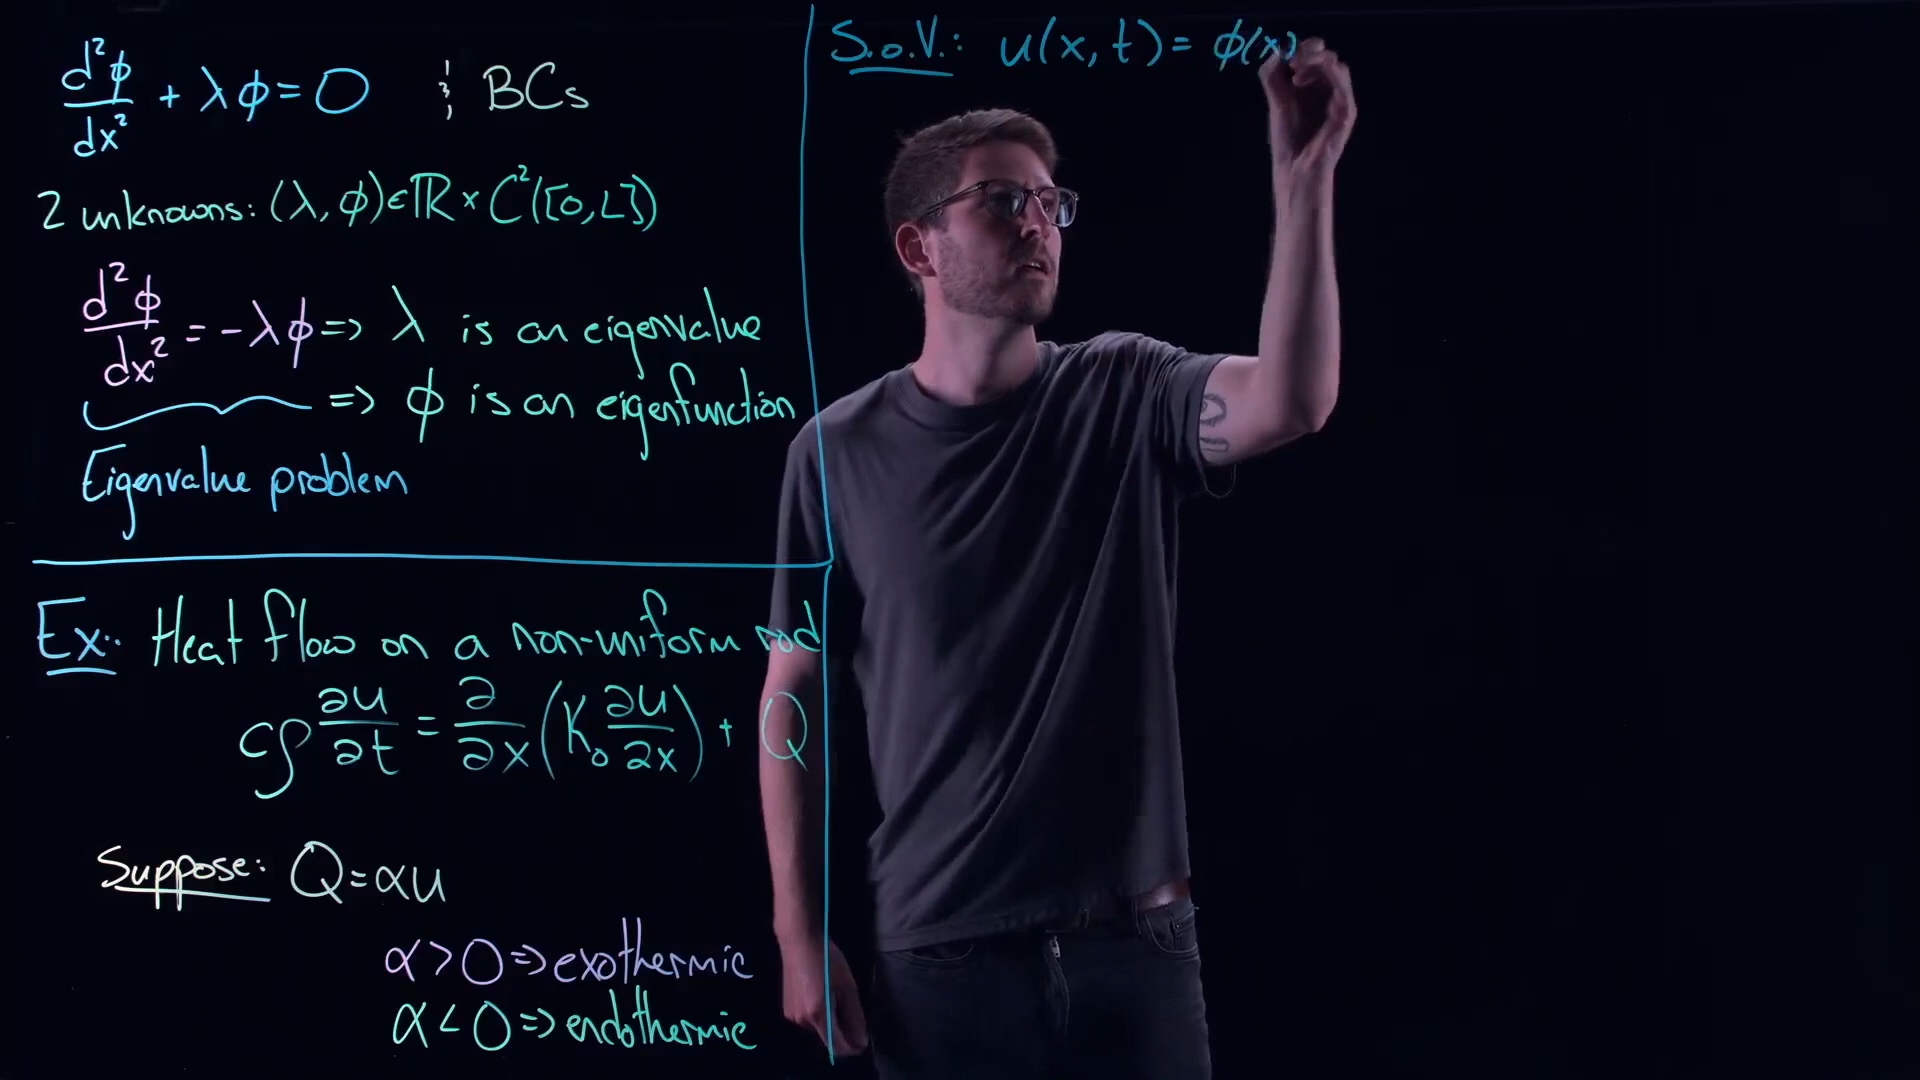 d²φ/dx² + λφ = 0 & BCs
2 unknowns: (λ, φ) ∈ ℝ × C²([0, L])
d²φ/dx² = -λφ => λ is an eigenvalue
=> φ is an eigenfunction
Eigenvalue problem
Ex.: Heat flow on a non-uniform rod
cρ ∂u/∂t = ∂/∂x (K₀ ∂u/∂x) + Q
Suppose: Q = αu
α > 0 => exothermic
α < 0 => endothermic
S.o.V.: u(x, t) = φ(x)